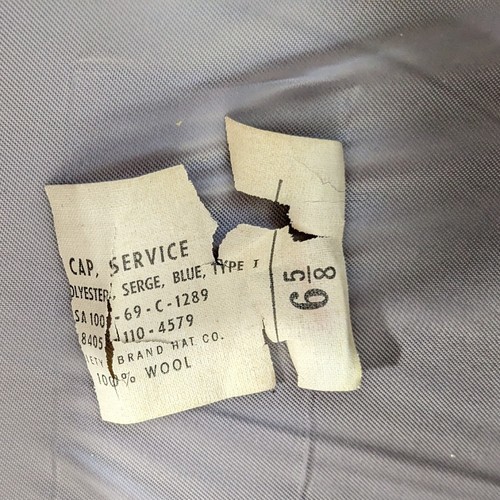 CAP, SERVICE
OLYESTER, SERGE, BLUE, TYPE I
SA 100-69-C-1289
8405-110-4579
IETY BRAND HAT CO.
100% WOOL
6 5/8